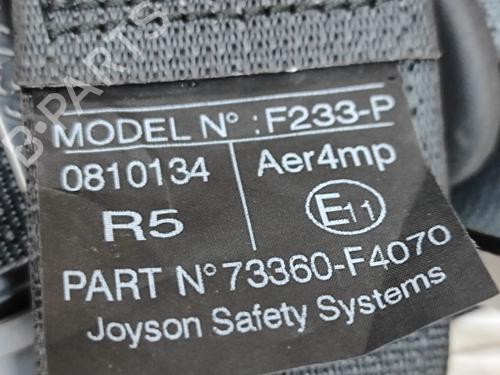 B-PARTS
MODEL N° :F233-P
0810134 Aer4mp
R5 E11
PART N° 73360-F4070
Joyson Safety Systems